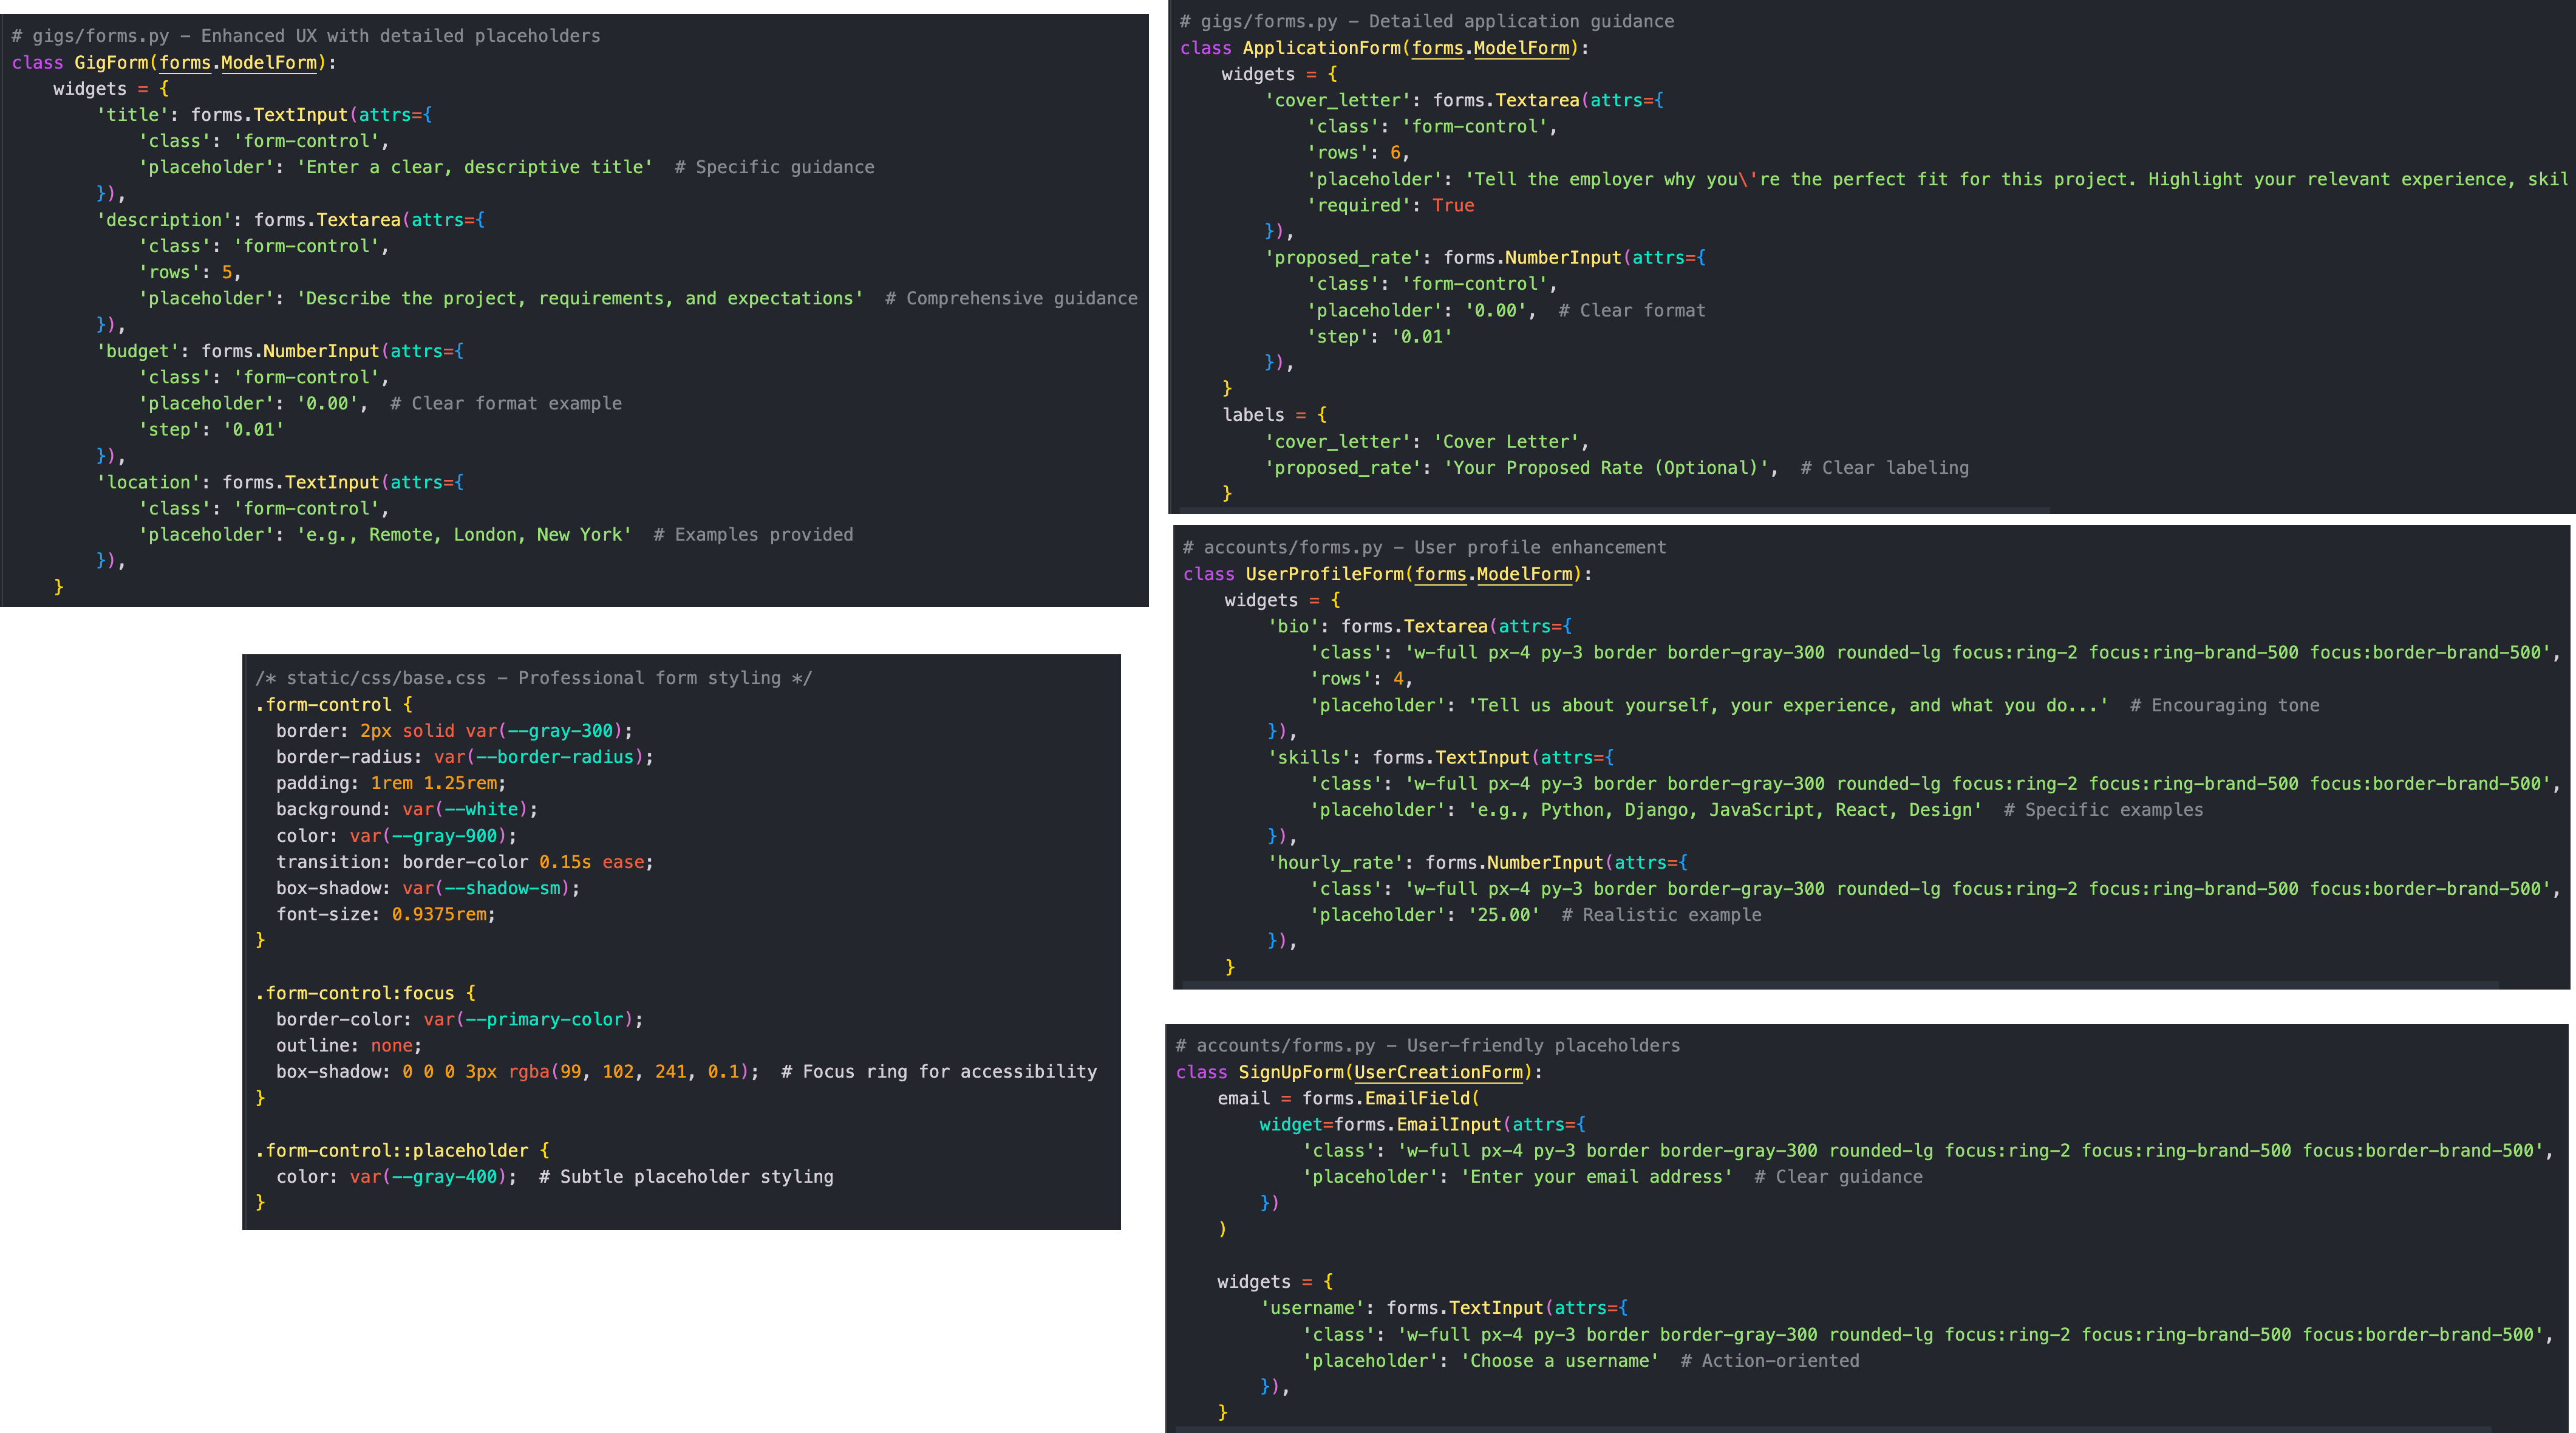 # gigs/forms.py – Enhanced UX with detailed placeholders
class GigForm(forms.ModelForm):
    widgets = {
        'title': forms.TextInput(attrs={
            'class': 'form-control',
            'placeholder': 'Enter a clear, descriptive title'  # Specific guidance
        }),
        'description': forms.Textarea(attrs={
            'class': 'form-control',
            'rows': 5,
            'placeholder': 'Describe the project, requirements, and expectations'  # Comprehensive guidance
        }),
        'budget': forms.NumberInput(attrs={
            'class': 'form-control',
            'placeholder': '0.00',  # Clear format example
            'step': '0.01'
        }),
        'location': forms.TextInput(attrs={
            'class': 'form-control',
            'placeholder': 'e.g., Remote, London, New York'  # Examples provided
        }),
    }
/* static/css/base.css – Professional form styling */
.form-control {
  border: 2px solid var(--gray-300);
  border-radius: var(--border-radius);
  padding: 1rem 1.25rem;
  background: var(--white);
  color: var(--gray-900);
  transition: border-color 0.15s ease;
  box-shadow: var(--shadow-sm);
  font-size: 0.9375rem;
}
.form-control:focus {
  border-color: var(--primary-color);
  outline: none;
  box-shadow: 0 0 0 3px rgba(99, 102, 241, 0.1);  # Focus ring for accessibility
}
.form-control::placeholder {
  color: var(--gray-400);  # Subtle placeholder styling
}
# gigs/forms.py – Detailed application guidance
class ApplicationForm(forms.ModelForm):
    widgets = {
        'cover_letter': forms.Textarea(attrs={
            'class': 'form-control',
            'rows': 6,
            'placeholder': 'Tell the employer why you\'re the perfect fit for this project. Highlight your relevant experience, skil
            'required': True
        }),
        'proposed_rate': forms.NumberInput(attrs={
            'class': 'form-control',
            'placeholder': '0.00',  # Clear format
            'step': '0.01'
        }),
    }
    labels = {
        'cover_letter': 'Cover Letter',
        'proposed_rate': 'Your Proposed Rate (Optional)',  # Clear labeling
    }
# accounts/forms.py – User profile enhancement
class UserProfileForm(forms.ModelForm):
    widgets = {
        'bio': forms.Textarea(attrs={
            'class': 'w-full px-4 py-3 border border-gray-300 rounded-lg focus:ring-2 focus:ring-brand-500 focus:border-brand-500',
            'rows': 4,
            'placeholder': 'Tell us about yourself, your experience, and what you do...'  # Encouraging tone
        }),
        'skills': forms.TextInput(attrs={
            'class': 'w-full px-4 py-3 border border-gray-300 rounded-lg focus:ring-2 focus:ring-brand-500 focus:border-brand-500',
            'placeholder': 'e.g., Python, Django, JavaScript, React, Design'  # Specific examples
        }),
        'hourly_rate': forms.NumberInput(attrs={
            'class': 'w-full px-4 py-3 border border-gray-300 rounded-lg focus:ring-2 focus:ring-brand-500 focus:border-brand-500',
            'placeholder': '25.00'  # Realistic example
        }),
    }
# accounts/forms.py – User-friendly placeholders
class SignUpForm(UserCreationForm):
    email = forms.EmailField(
        widget=forms.EmailInput(attrs={
            'class': 'w-full px-4 py-3 border border-gray-300 rounded-lg focus:ring-2 focus:ring-brand-500 focus:border-brand-500',
            'placeholder': 'Enter your email address'  # Clear guidance
        })
    )
    widgets = {
        'username': forms.TextInput(attrs={
            'class': 'w-full px-4 py-3 border border-gray-300 rounded-lg focus:ring-2 focus:ring-brand-500 focus:border-brand-500',
            'placeholder': 'Choose a username'  # Action-oriented
        }),
    }